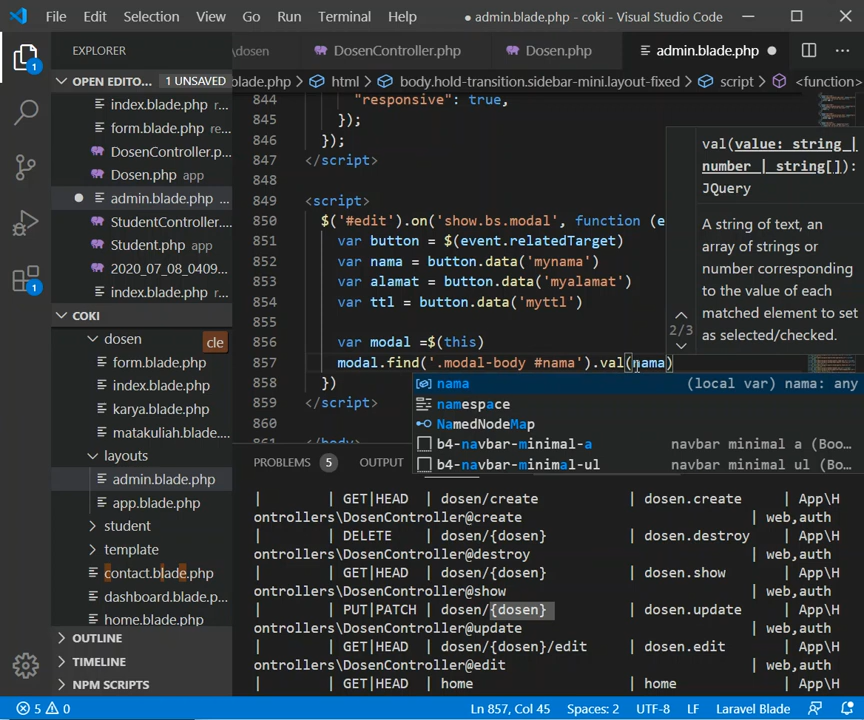 File Edit Selection View Go Run Terminal Help
● admin.blade.php - coki - Visual Studio Code
EXPLORER
\dosen
DosenController.php
Dosen.php
admin.blade.php ●
OPEN EDITO... 1 UNSAVED
index.blade.php r...
form.blade.php re...
DosenController.p...
Dosen.php app
● admin.blade.php ...
StudentController...
Student.php app
2020_07_08_0409...
index.blade.php r...
COKI
dosen
cle
form.blade.php
index.blade.php
karya.blade.php
matakuliah.blade....
layouts
admin.blade.php
app.blade.php
student
template
contact.blade.php
dashboard.blade.p...
home.blade.php
OUTLINE
TIMELINE
NPM SCRIPTS
1
1
blade.php > html > body.hold-transition.sidebar-mini.layout-fixed > script > <function>
844 "responsive": true,
845 });
846 });
847 </script>
848
849 <script>
850 $('#edit').on('show.bs.modal', function (e
851 var button = $(event.relatedTarget)
852 var nama = button.data('mynama')
853 var alamat = button.data('myalamat')
854 var ttl = button.data('myttl')
855
856 var modal =$(this)
857 modal.find('.modal-body #nama').val(nama)
858 })
859 </script>
860
861 </body>
val(value: string |
number | string[]):
JQuery
A string of text, an
array of strings or
number corresponding
to the value of each
matched element to set
as selected/checked.
2/3
nama (local var) nama: any
namespace
NamedNodeMap
b4-navbar-minimal-a navbar minimal a (Boo...
b4-navbar-minimal-ul navbar minimal ul (B...
PROBLEMS 5 OUTPUT
| | GET|HEAD | dosen/create | dosen.create | App\H
ontrollers\DosenController@create | web,auth
| | DELETE | dosen/{dosen} | dosen.destroy | App\H
ontrollers\DosenController@destroy | web,auth
| | GET|HEAD | dosen/{dosen} | dosen.show | App\H
ontrollers\DosenController@show | web,auth
| | PUT|PATCH | dosen/{dosen} | dosen.update | App\H
ontrollers\DosenController@update | web,auth
| | GET|HEAD | dosen/{dosen}/edit | dosen.edit | App\H
ontrollers\DosenController@edit | web,auth
| | GET|HEAD | home | home | App\H
5 0 Ln 857, Col 45 Spaces: 2 UTF-8 LF Laravel Blade